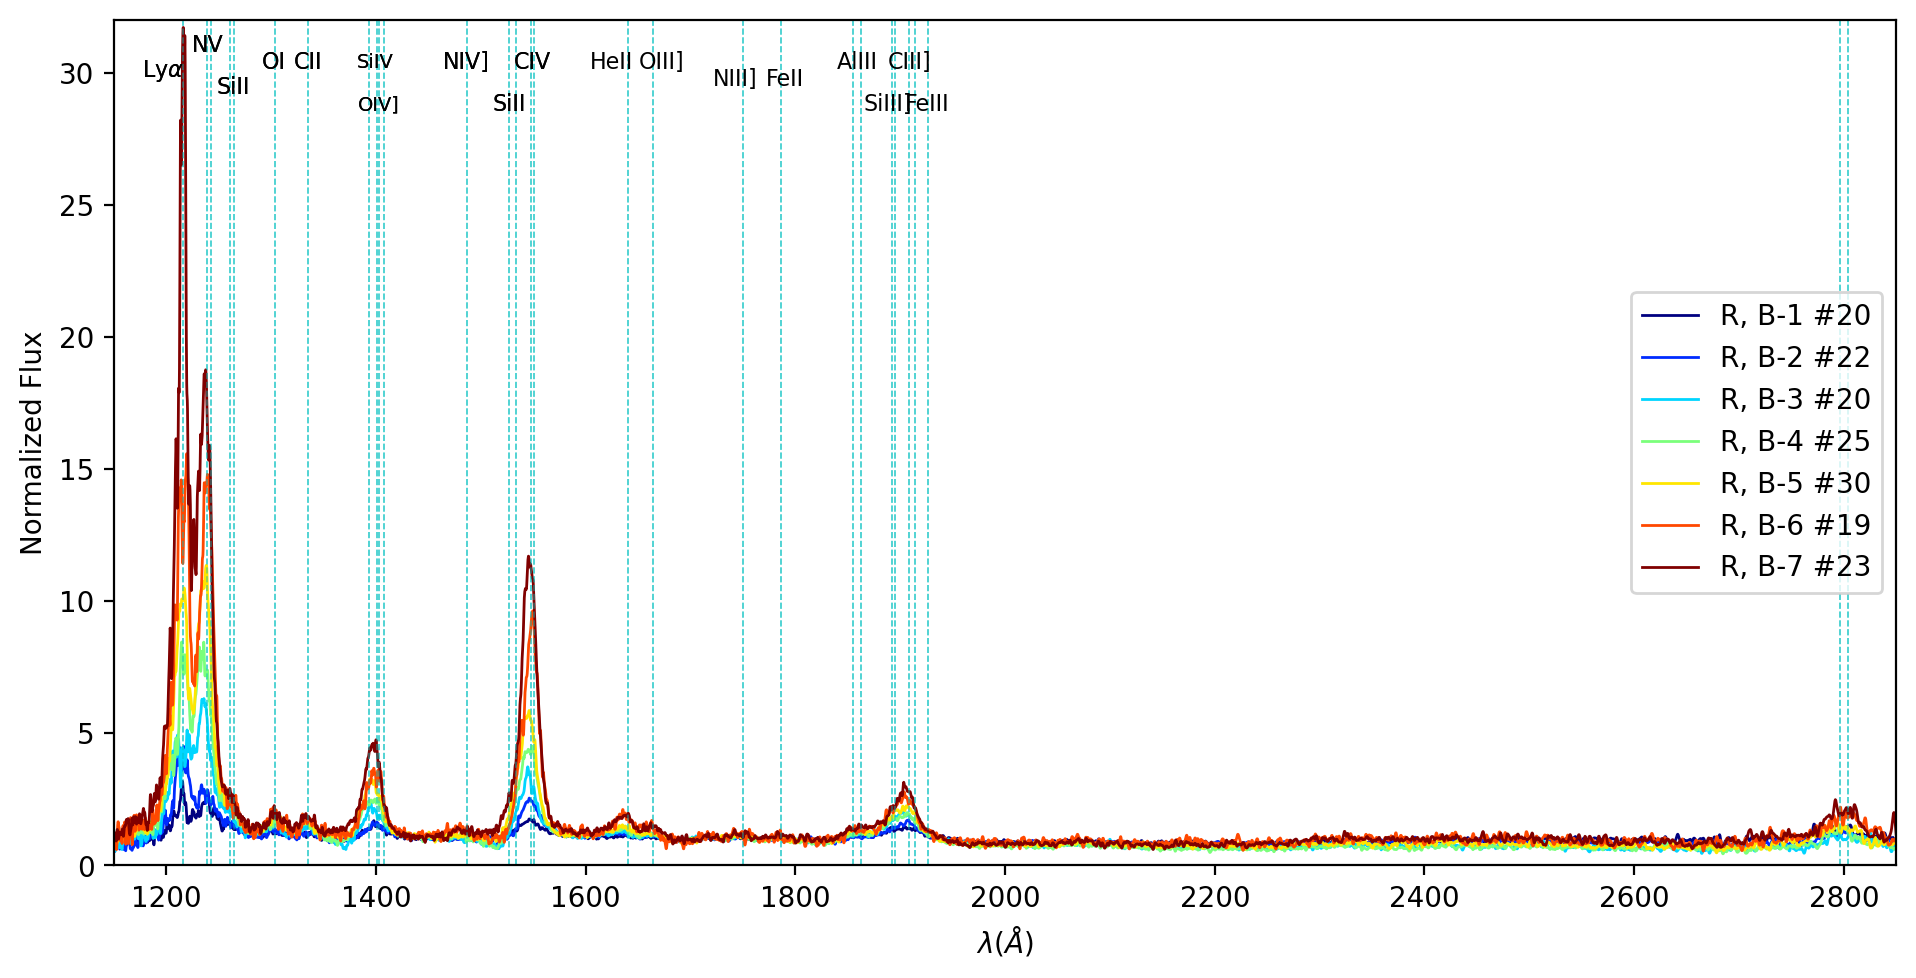 NV
Lyα
SiII
OI
CII
SiIV
OIV]
NIV]
CIV
SiII
HeII
OIII]
NIII]
FeII
AlIII
CIII]
SiIII]
FeIII
30
25
20
15
10
5
0
Normalized Flux
R, B-1 #20
R, B-2 #22
R, B-3 #20
R, B-4 #25
R, B-5 #30
R, B-6 #19
R, B-7 #23
1200 1400 1600 1800 2000 2200 2400 2600 2800
λ(Å)